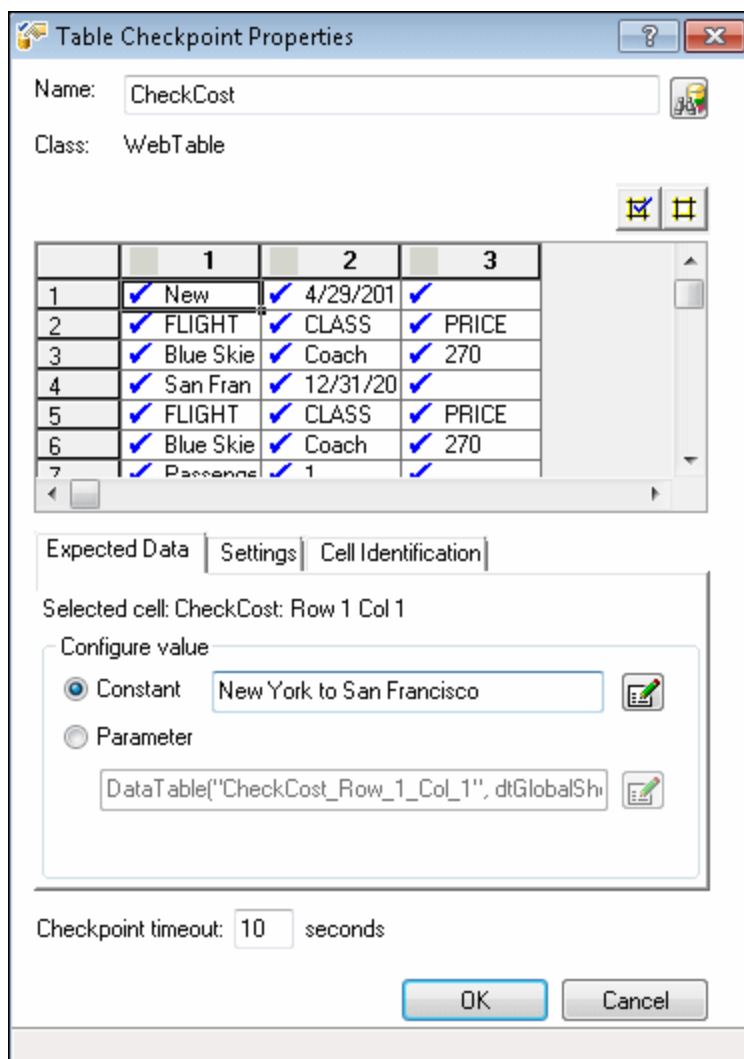 Table Checkpoint Properties
Name: CheckCost
Class: WebTable
1 2 3
1 New 4/29/201
2 FLIGHT CLASS PRICE
3 Blue Skie Coach 270
4 San Fran 12/31/20
5 FLIGHT CLASS PRICE
6 Blue Skie Coach 270
7 Passenge 1
Expected Data Settings Cell Identification
Selected cell: CheckCost: Row 1 Col 1
Configure value
Constant New York to San Francisco
Parameter
DataTable("CheckCost_Row_1_Col_1", dtGlobalShe
Checkpoint timeout: 10 seconds
OK Cancel